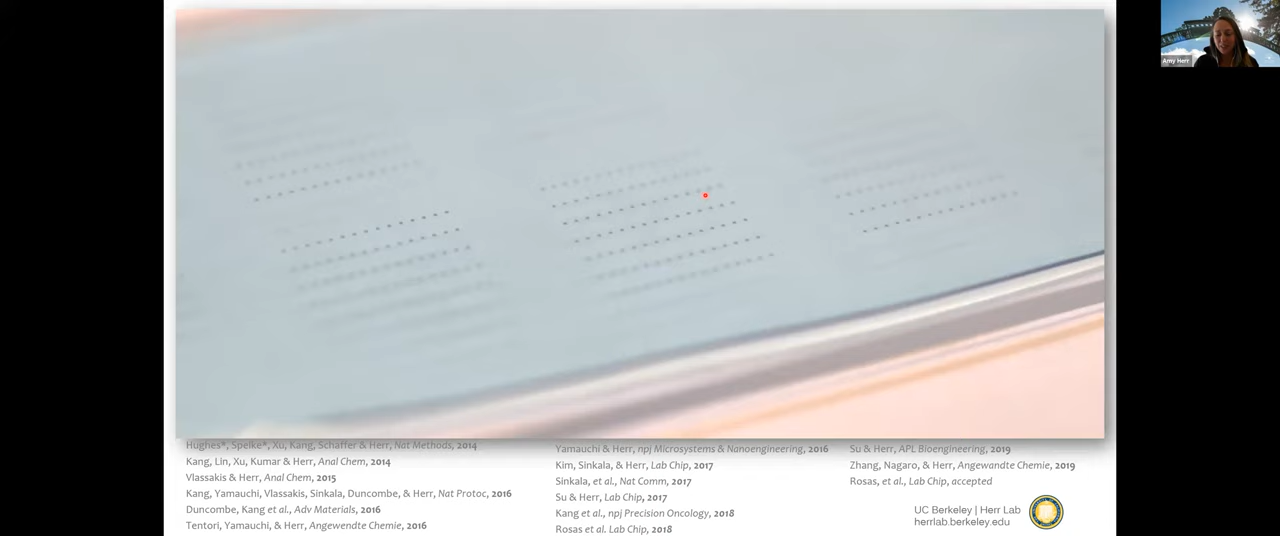 Amy Herr
Hughes*, Spelke*, Xu, Kang, Schaffer & Herr, Nat Methods, 2014
Kang, Lin, Xu, Kumar & Herr, Anal Chem, 2014
Vlassakis & Herr, Anal Chem, 2015
Kang, Yamauchi, Vlassakis, Sinkala, Duncombe, & Herr, Nat Protoc, 2016
Duncombe, Kang et al., Adv Materials, 2016
Tentori, Yamauchi, & Herr, Angewendte Chemie, 2016
Yamauchi & Herr, npj Microsystems & Nanoengineering, 2016
Kim, Sinkala, & Herr, Lab Chip, 2017
Sinkala, et al., Nat Comm, 2017
Su & Herr, Lab Chip, 2017
Kang et al., npj Precision Oncology, 2018
Rosas et al. Lab Chip, 2018
Su & Herr, APL Bioengineering, 2019
Zhang, Nagaro, & Herr, Angewandte Chemie, 2019
Rosas, et al., Lab Chip, accepted
UC Berkeley | Herr Lab
herrlab.berkeley.edu